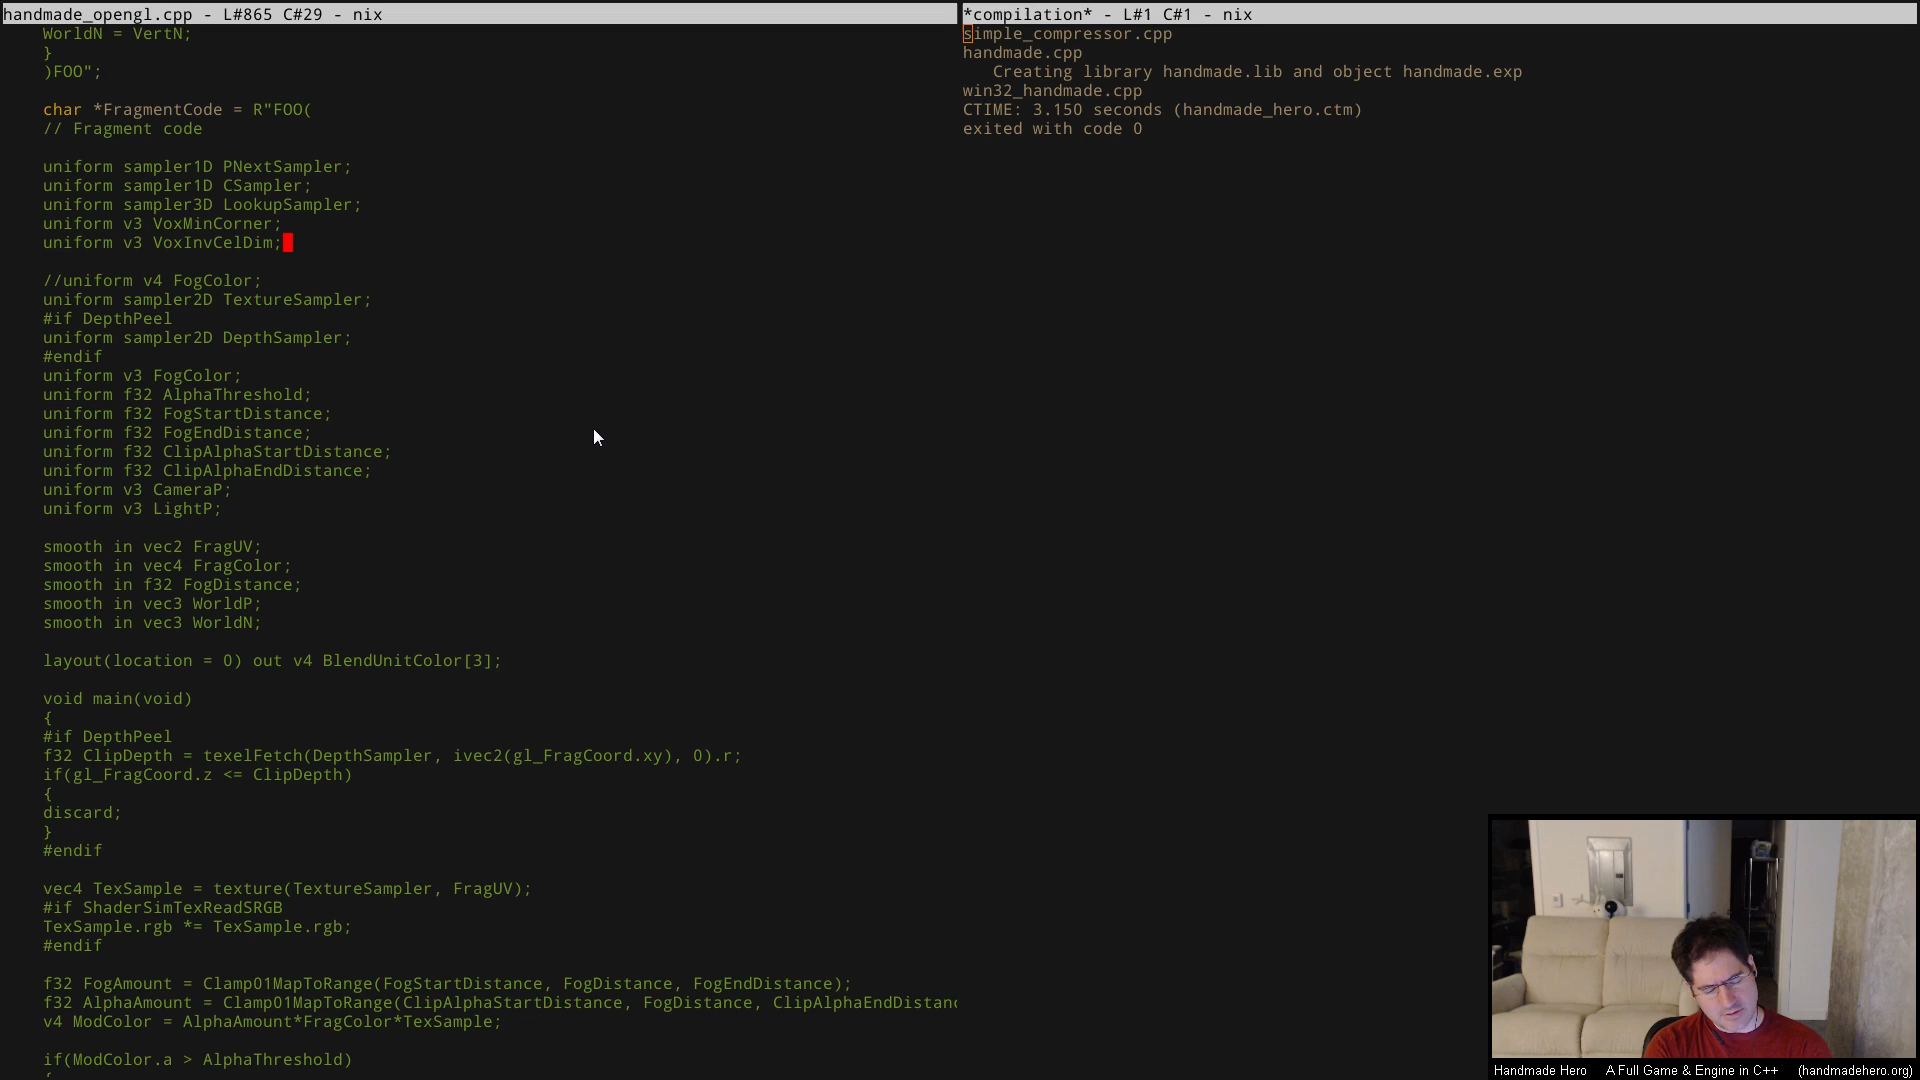 handmade_opengl.cpp - L#865 C#29 - nix
WorldN = VertN;
}
)FOO";
char *FragmentCode = R"FOO(
// Fragment code
uniform sampler1D PNextSampler;
uniform sampler1D CSampler;
uniform sampler3D LookupSampler;
uniform v3 VoxMinCorner;
uniform v3 VoxInvCelDim;
//uniform v4 FogColor;
uniform sampler2D TextureSampler;
#if DepthPeel
uniform sampler2D DepthSampler;
#endif
uniform v3 FogColor;
uniform f32 AlphaThreshold;
uniform f32 FogStartDistance;
uniform f32 FogEndDistance;
uniform f32 ClipAlphaStartDistance;
uniform f32 ClipAlphaEndDistance;
uniform v3 CameraP;
uniform v3 LightP;
smooth in vec2 FragUV;
smooth in vec4 FragColor;
smooth in f32 FogDistance;
smooth in vec3 WorldP;
smooth in vec3 WorldN;
layout(location = 0) out v4 BlendUnitColor[3];
void main(void)
{
#if DepthPeel
f32 ClipDepth = texelFetch(DepthSampler, ivec2(gl_FragCoord.xy), 0).r;
if(gl_FragCoord.z <= ClipDepth)
{
discard;
}
#endif
vec4 TexSample = texture(TextureSampler, FragUV);
#if ShaderSimTexReadSRGB
TexSample.rgb *= TexSample.rgb;
#endif
f32 FogAmount = Clamp01MapToRange(FogStartDistance, FogDistance, FogEndDistance);
f32 AlphaAmount = Clamp01MapToRange(ClipAlphaStartDistance, FogDistance, ClipAlphaEndDistanc
v4 ModColor = AlphaAmount*FragColor*TexSample;
if(ModColor.a > AlphaThreshold)
{
*compilation* - L#1 C#1 - nix
simple_compressor.cpp
handmade.cpp
Creating library handmade.lib and object handmade.exp
win32_handmade.cpp
CTIME: 3.150 seconds (handmade_hero.ctm)
exited with code 0
Handmade Hero A Full Game & Engine in C++ (handmadehero.org)